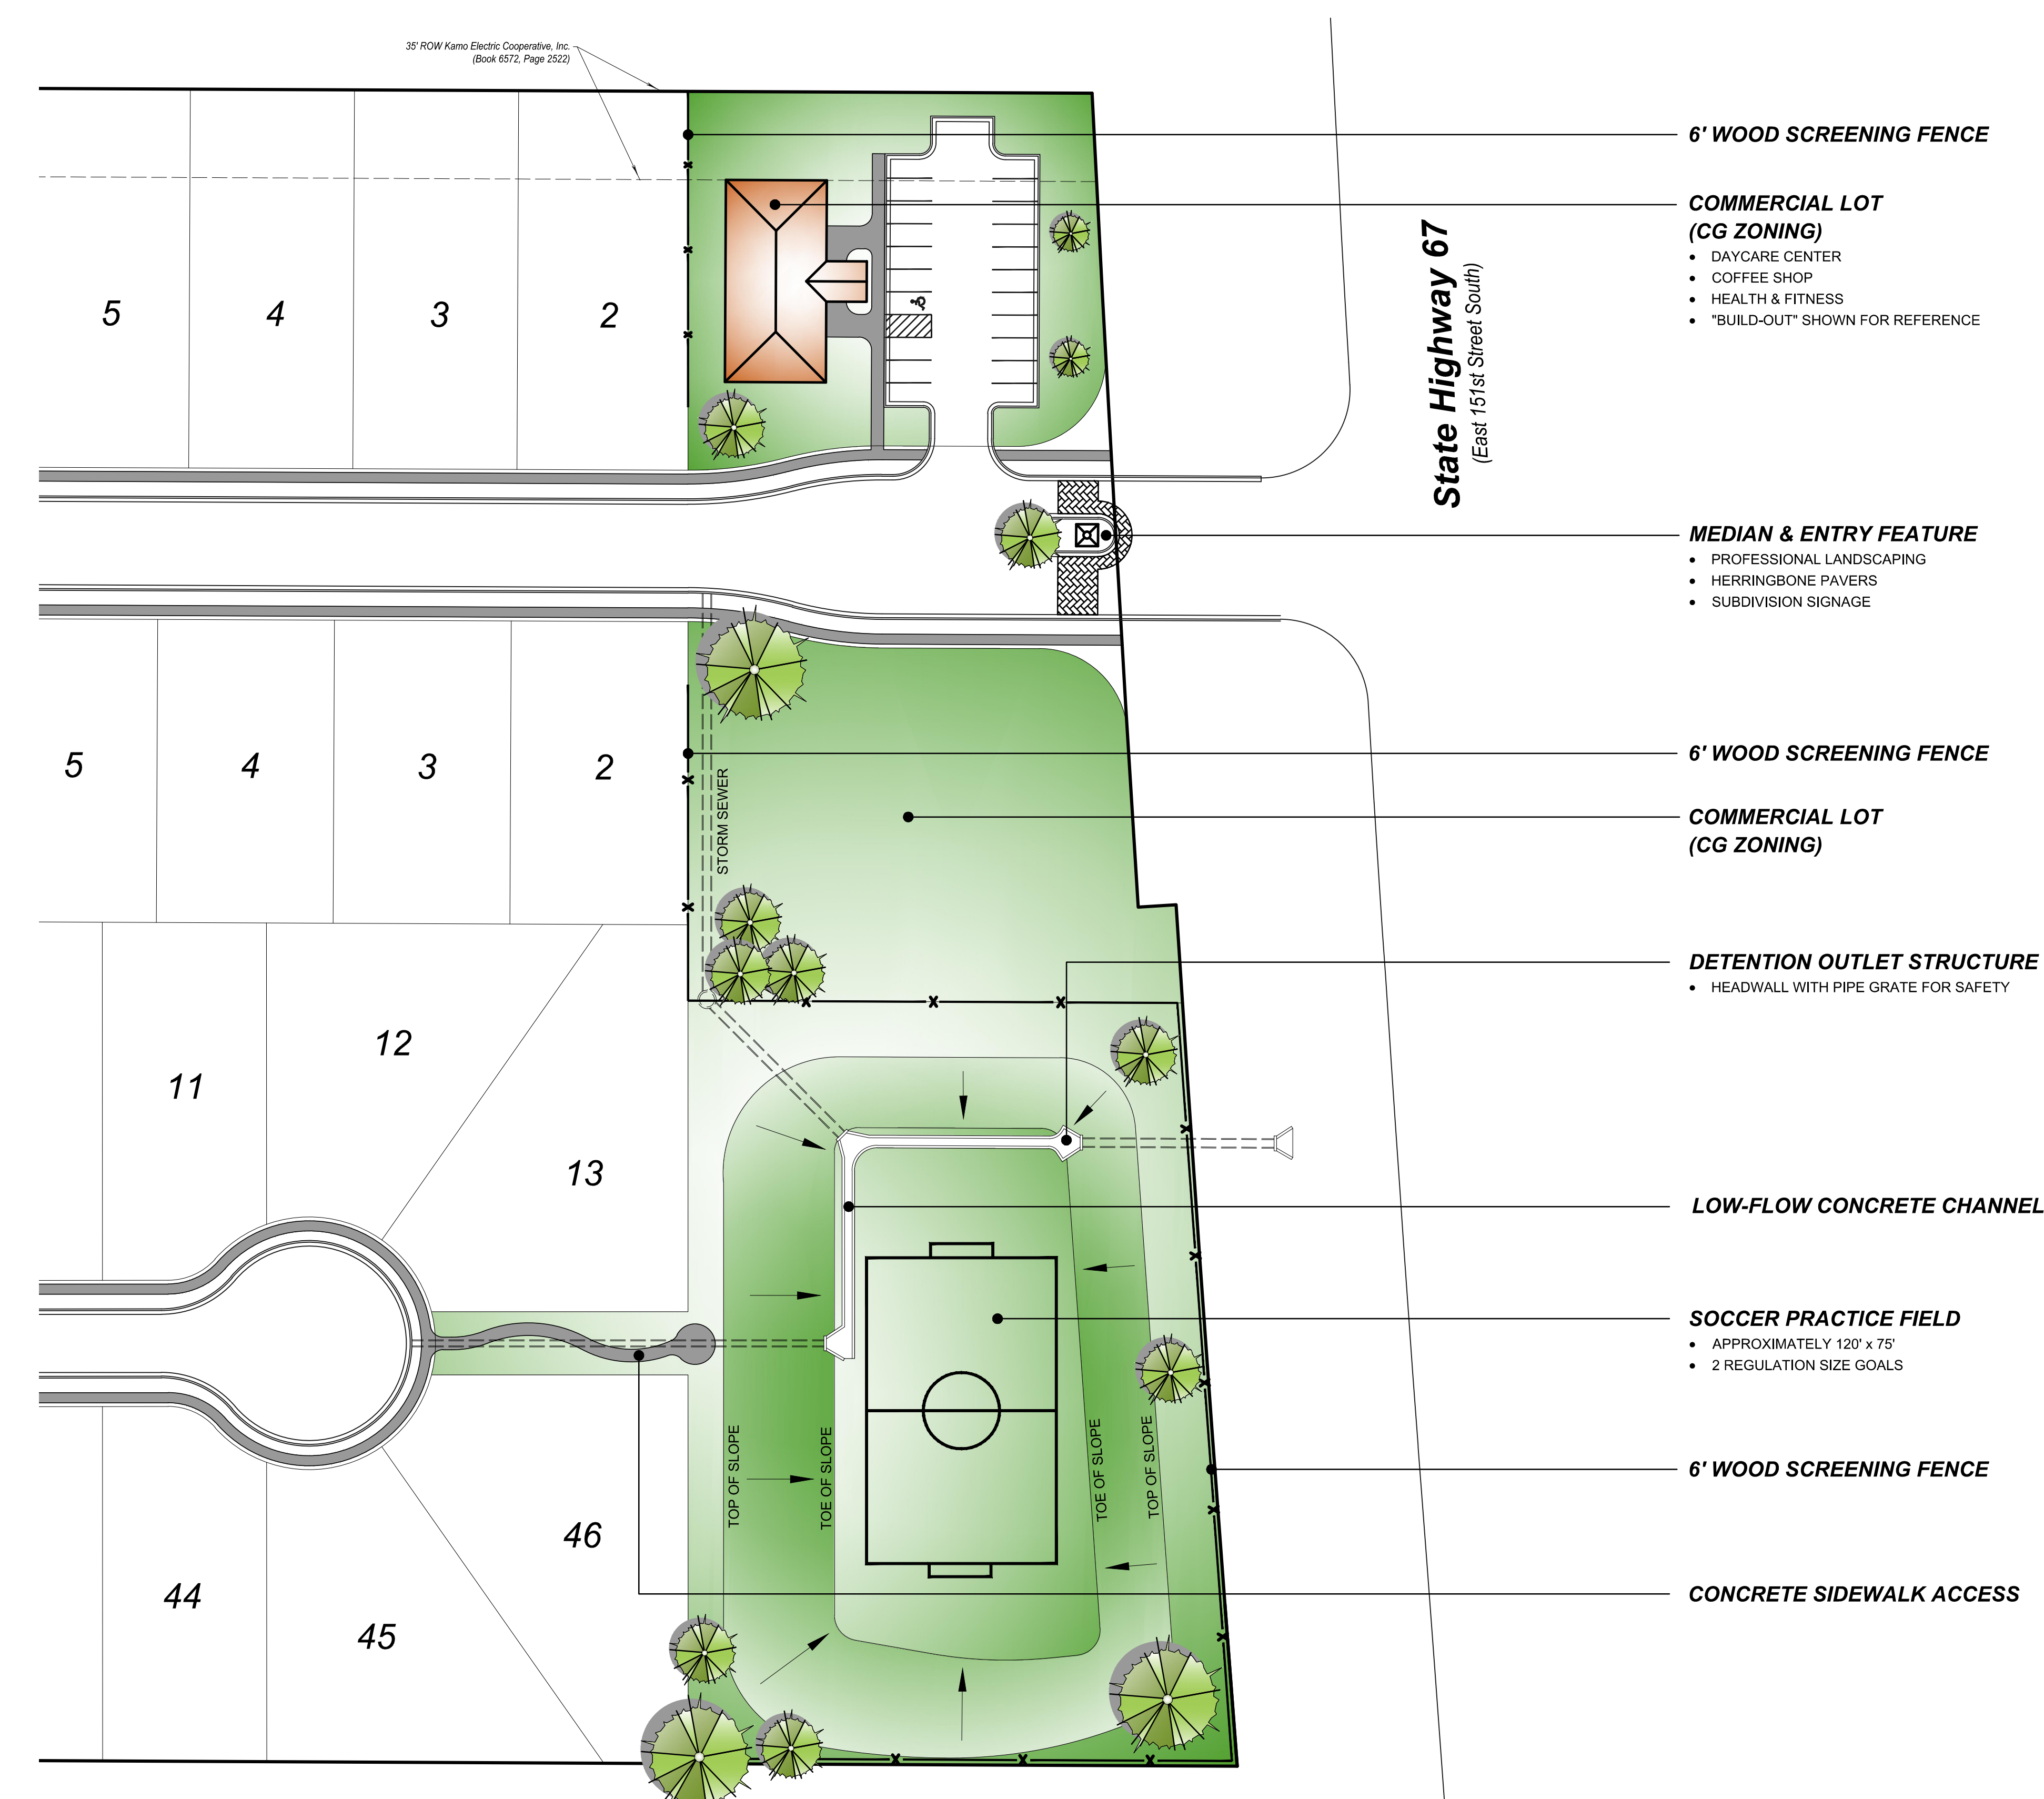 35' ROW Kamo Electric Cooperative, Inc.
(Book 6572, Page 2522)
6' WOOD SCREENING FENCE
COMMERCIAL LOT
(CG ZONING)
• DAYCARE CENTER
• COFFEE SHOP
• HEALTH & FITNESS
• "BUILD-OUT" SHOWN FOR REFERENCE
5
4
3
2
State Highway 67
(East 151st Street South)
MEDIAN & ENTRY FEATURE
• PROFESSIONAL LANDSCAPING
• HERRINGBONE PAVERS
• SUBDIVISION SIGNAGE
6' WOOD SCREENING FENCE
5
4
3
2
STORM SEWER
COMMERCIAL LOT
(CG ZONING)
DETENTION OUTLET STRUCTURE
• HEADWALL WITH PIPE GRATE FOR SAFETY
12
11
13
LOW-FLOW CONCRETE CHANNEL
SOCCER PRACTICE FIELD
• APPROXIMATELY 120' x 75'
• 2 REGULATION SIZE GOALS
TOP OF SLOPE
TOE OF SLOPE
TOE OF SLOPE
TOP OF SLOPE
6' WOOD SCREENING FENCE
46
44
45
CONCRETE SIDEWALK ACCESS